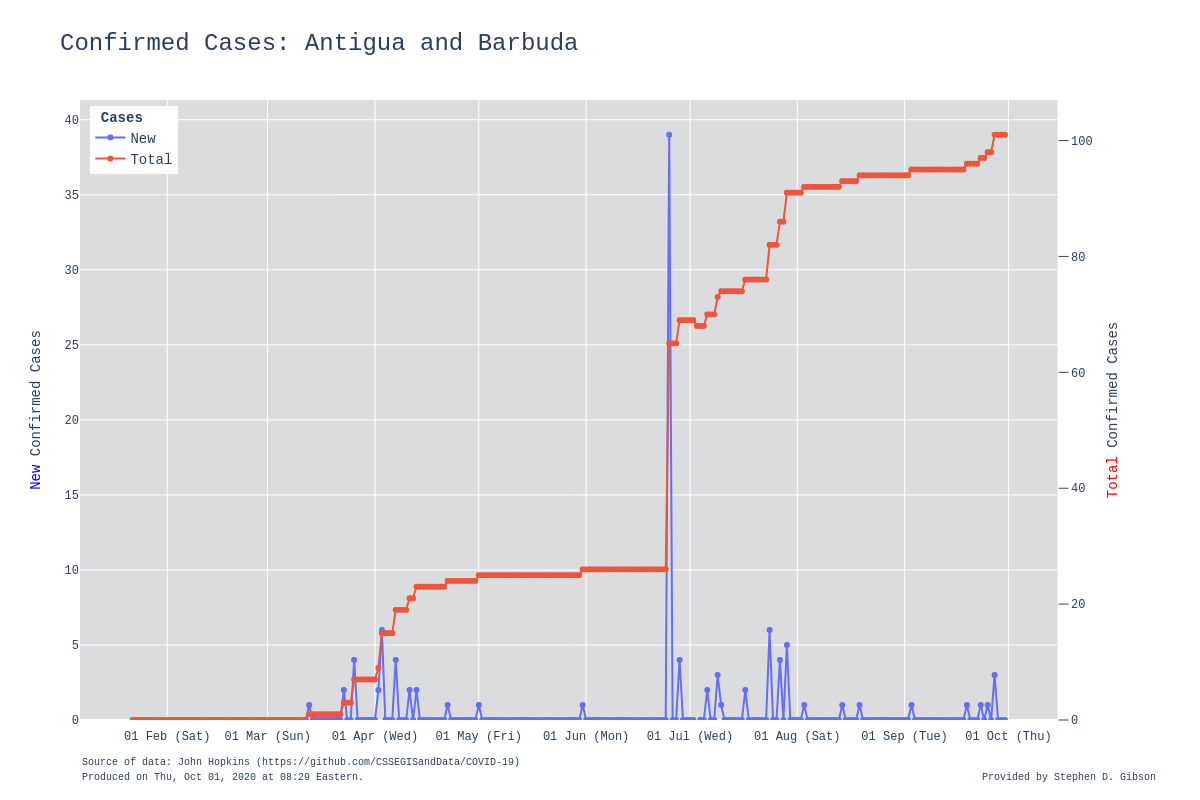 Confirmed Cases: Antigua and Barbuda
Cases
New
Total
40
35
30
25
20
15
10
5
0
100
80
60
40
20
0
New Confirmed Cases
Total Confirmed Cases
01 Feb (Sat) 01 Mar (Sun) 01 Apr (Wed) 01 May (Fri) 01 Jun (Mon) 01 Jul (Wed) 01 Aug (Sat) 01 Sep (Tue) 01 Oct (Thu)
Source of data: John Hopkins (https://github.com/CSSEGISandData/COVID-19)
Produced on Thu, Oct 01, 2020 at 08:29 Eastern.
Provided by Stephen D. Gibson